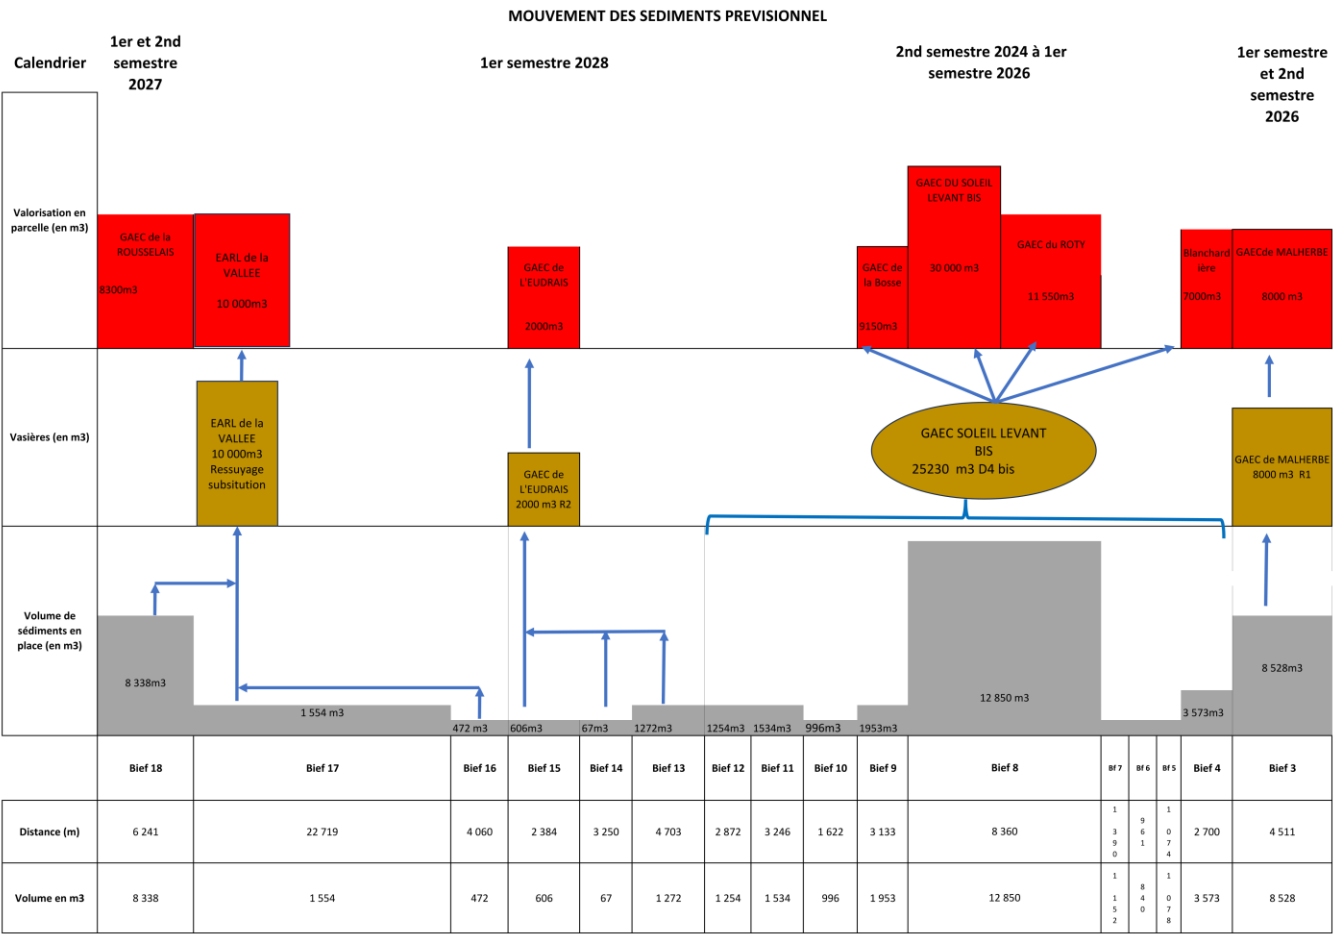 MOUVEMENT DES SEDIMENTS PREVISIONNEL
Calendrier
1er et 2nd
semestre
2027
1er semestre 2028
2nd semestre 2024 à 1er
semestre 2026
1er semestre
et 2nd
semestre
2026
Valorisation en
parcelle (en m3)
GAEC de la
ROUSSELAIS
8300m3
EARL de la
VALLEE
10 000m3
GAEC de
L'EUDRAIS
2000m3
GAEC de
la Bosse
9150m3
GAEC DU SOLEIL
LEVANT BIS
30 000 m3
GAEC du ROTY
11 550m3
Blanchard
ière
7000m3
GAECde MALHERBE
8000 m3
Vasières (en m3)
EARL de la
VALLEE
10 000m3
Ressuyage
subsitution
GAEC de
L'EUDRAIS
2000 m3 R2
GAEC SOLEIL LEVANT
BIS
25230 m3 D4 bis
GAEC de MALHERBE
8000 m3 R1
Volume de
sédiments en
place (en m3)
8 338m3
1 554 m3
472 m3
606m3
67m3
1272m3
1254m3
1534m3
996m3
1953m3
12 850 m3
3 573m3
8 528m3
Bief 18
Bief 17
Bief 16
Bief 15
Bief 14
Bief 13
Bief 12
Bief 11
Bief 10
Bief 9
Bief 8
Bf 7
Bf 6
Bf 5
Bief 4
Bief 3
Distance (m)
6 241
22 719
4 060
2 384
3 250
4 703
2 872
3 246
1 622
3 133
8 360
1 390
961
1 074
2 700
4 511
Volume en m3
8 338
1 554
472
606
67
1 272
1 254
1 534
996
1 953
12 850
1 152
840
1 078
3 573
8 528